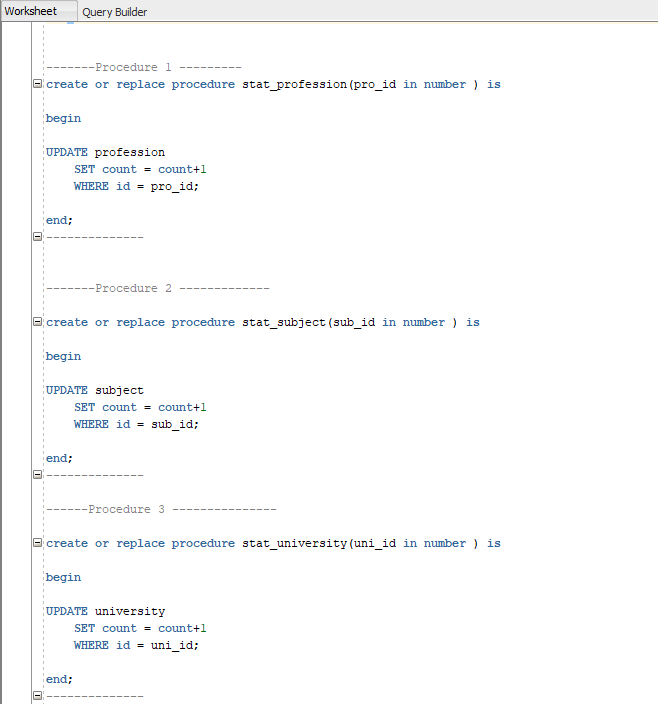 Worksheet Query Builder
-------Procedure 1 ---------
create or replace procedure stat_profession(pro_id in number ) is
begin
UPDATE profession
SET count = count+1
WHERE id = pro_id;
end;
--------------
-------Procedure 2 -------------
create or replace procedure stat_subject(sub_id in number ) is
begin
UPDATE subject
SET count = count+1
WHERE id = sub_id;
end;
--------------
------Procedure 3 ---------------
create or replace procedure stat_university(uni_id in number ) is
begin
UPDATE university
SET count = count+1
WHERE id = uni_id;
end;
--------------